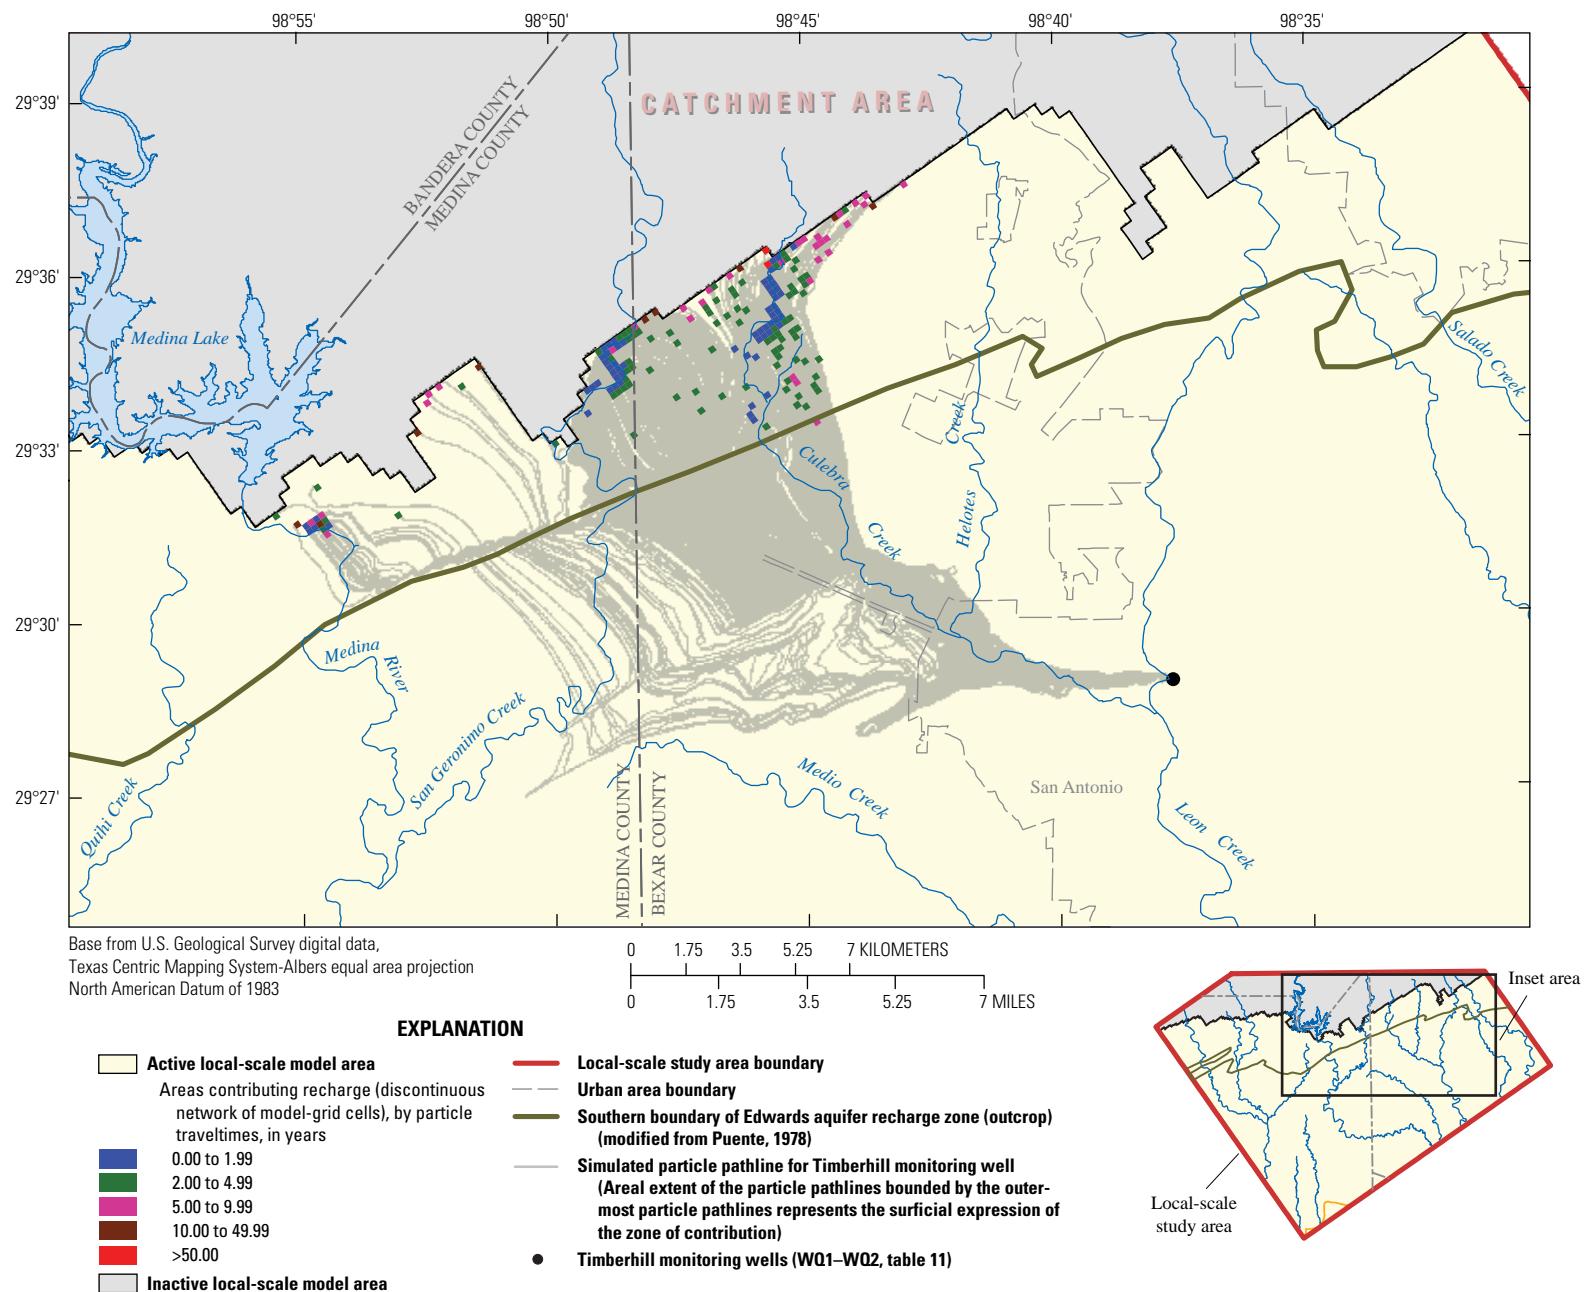 98°55'
98°50'
98°45'
98°40'
98°35'
29°39'
29°36'
29°33'
29°30'
29°27'
CATCHMENT AREA
BANDERA COUNTY
MEDINA COUNTY
Medina Lake
Salado Creek
Creek
Helotes
Culebra
Creek
Medina
River
San Geronimo Creek
Quihi Creek
Medio Creek
San Antonio
Leon Creek
MEDINA COUNTY
BEXAR COUNTY
Base from U.S. Geological Survey digital data,
Texas Centric Mapping System-Albers equal area projection
North American Datum of 1983
0 1.75 3.5 5.25 7 KILOMETERS
0 1.75 3.5 5.25 7 MILES
EXPLANATION
Active local-scale model area
Areas contributing recharge (discontinuous
network of model-grid cells), by particle
traveltimes, in years
0.00 to 1.99
2.00 to 4.99
5.00 to 9.99
10.00 to 49.99
>50.00
Inactive local-scale model area
Local-scale study area boundary
Urban area boundary
Southern boundary of Edwards aquifer recharge zone (outcrop)
(modified from Puente, 1978)
Simulated particle pathline for Timberhill monitoring well
(Areal extent of the particle pathlines bounded by the outer-
most particle pathlines represents the surficial expression of
the zone of contribution)
Timberhill monitoring wells (WQ1–WQ2, table 11)
Inset area
Local-scale
study area